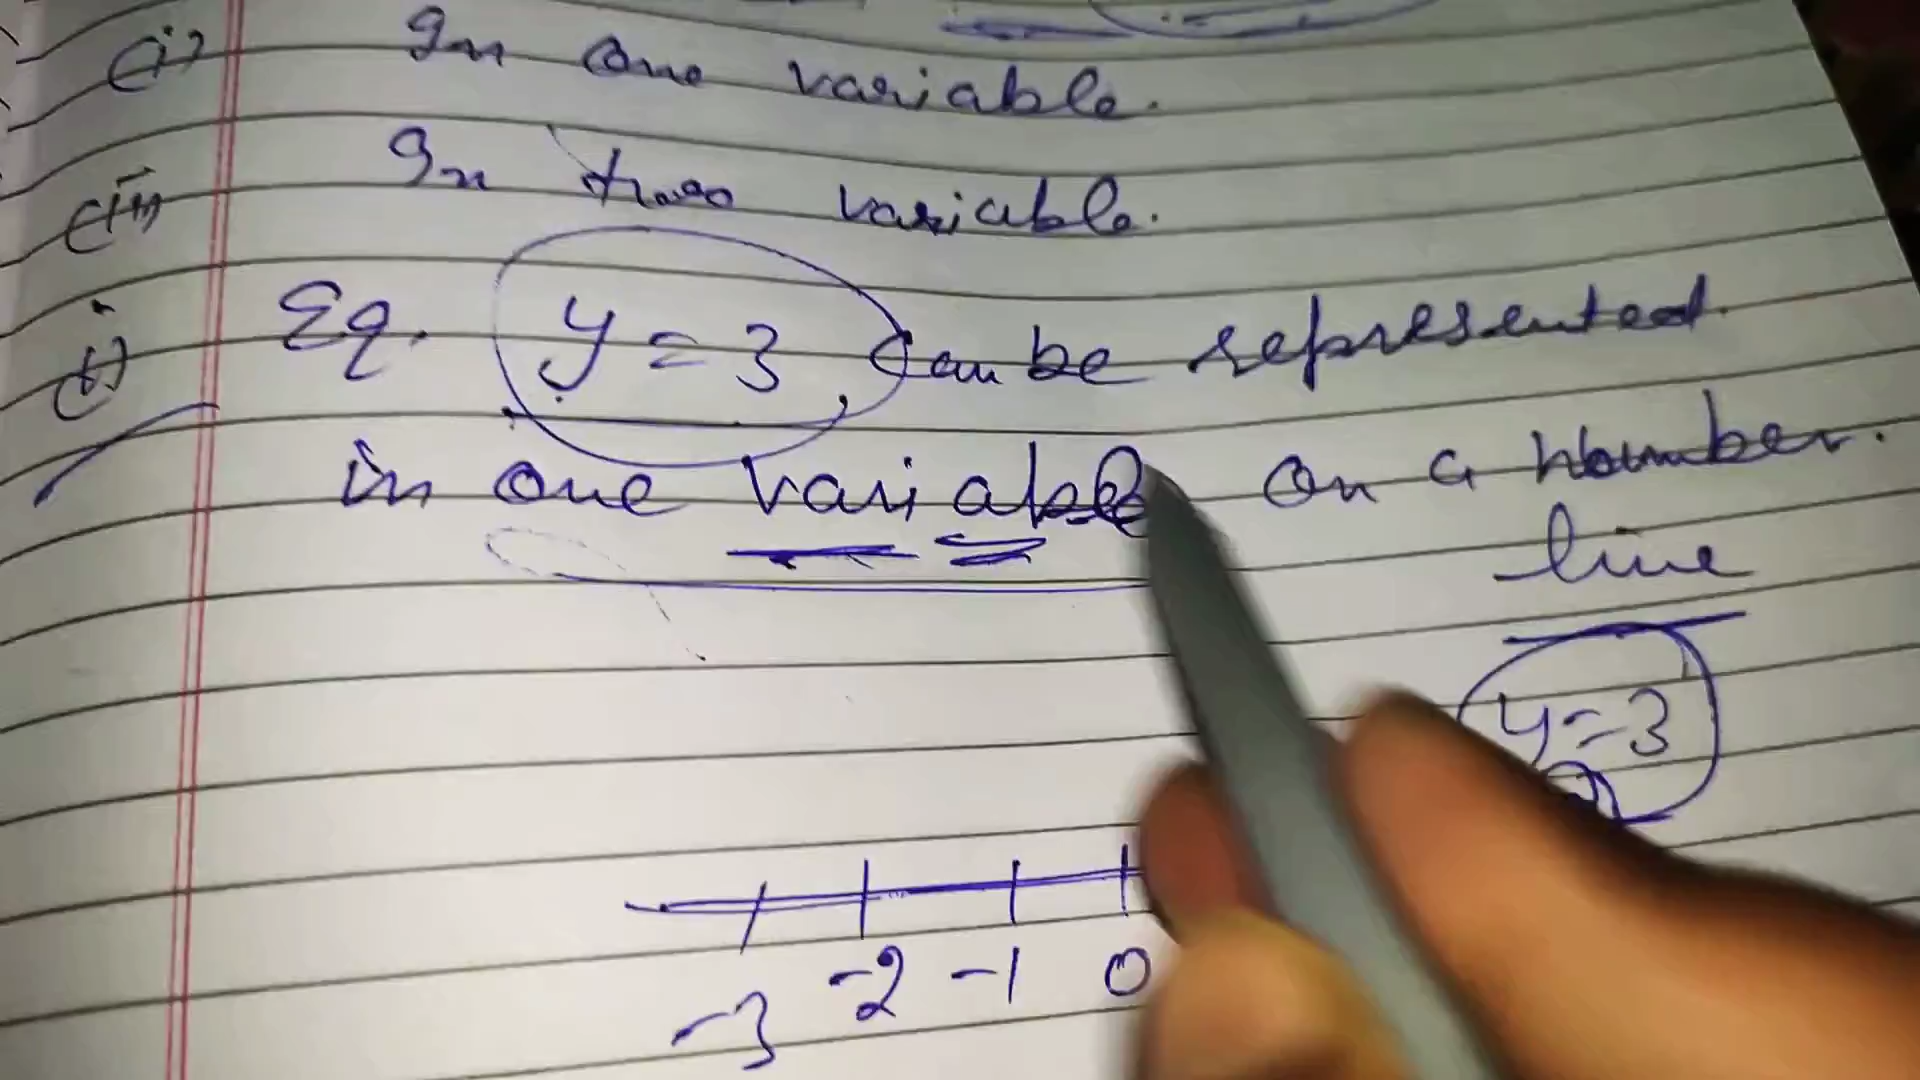 (i) In one variable.
(ii) In two variable.
(i) Eq. y = 3 can be represented
in one variable on a number
line
y = 3
-3 -2 -1 0